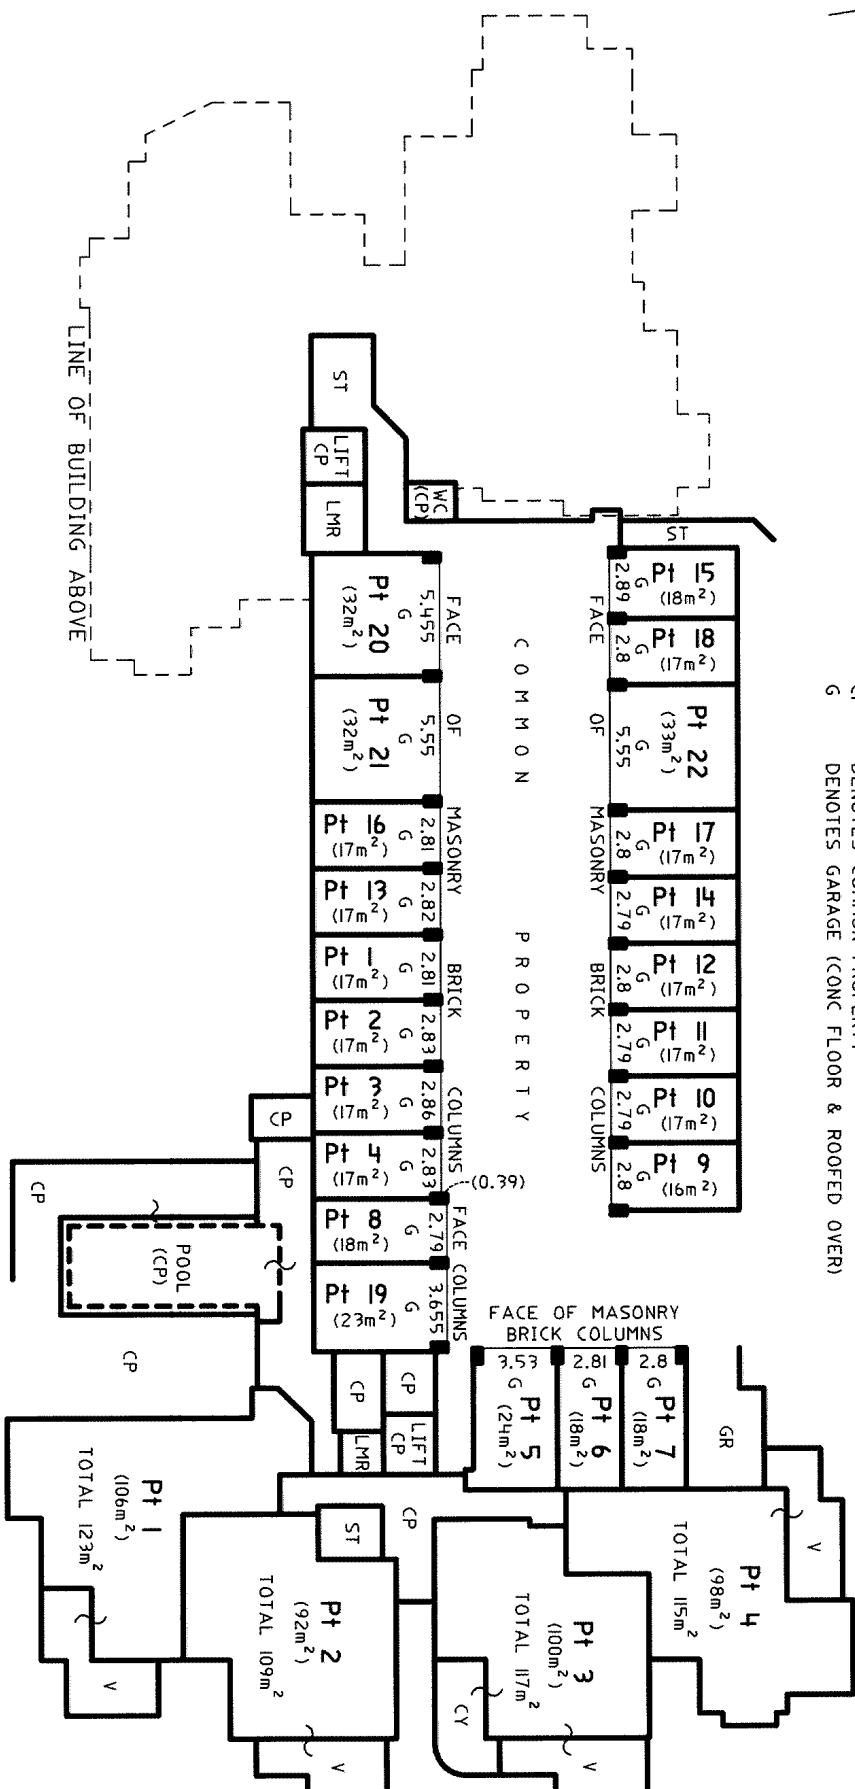 LINE OF BUILDING ABOVE
ST
LIFT
CP
LMR
WC
(CP)
ST
DENOTES COMMON PROPERTY
G DENOTES GARAGE (CONC FLOOR & ROOFED OVER)
Pt 20
(32m²)
G
5.455
Pt 21
(32m²)
G
5.55
Pt 16
(17m²)
G
2.81
Pt 13
(17m²)
G
2.82
Pt 1
(17m²)
G
2.81
Pt 2
(17m²)
G
2.83
Pt 3
(17m²)
G
2.86
Pt 4
(17m²)
G
2.83
Pt 8
(18m²)
G
2.79
Pt 19
(23m²)
G
3.655
FACE OF MASONRY BRICK COLUMNS
(0.39)
FACE COLUMNS
COMMON PROPERTY
FACE OF MASONRY BRICK COLUMNS
Pt 15
(18m²)
G
2.89
Pt 18
(17m²)
G
2.8
Pt 22
(33m²)
G
5.55
Pt 17
(17m²)
G
2.8
Pt 14
(17m²)
G
2.79
Pt 12
(17m²)
G
2.8
Pt 11
(17m²)
G
2.79
Pt 10
(17m²)
G
2.79
Pt 9
(16m²)
2.8
FACE OF MASONRY
BRICK COLUMNS
3.53
G
Pt 5
(24m²)
2.81
G
Pt 6
(18m²)
2.8
G
Pt 7
(18m²)
GR
CP
CP
CP
POOL
(CP)
CP
CP
CP
LMR
LIFT
CP
CP
ST
Pt 1
(106m²)
TOTAL 123m²
V
Pt 2
(92m²)
TOTAL 109m²
V
Pt 3
(100m²)
TOTAL 117m²
CY
V
Pt 4
(98m²)
TOTAL 115m²
V